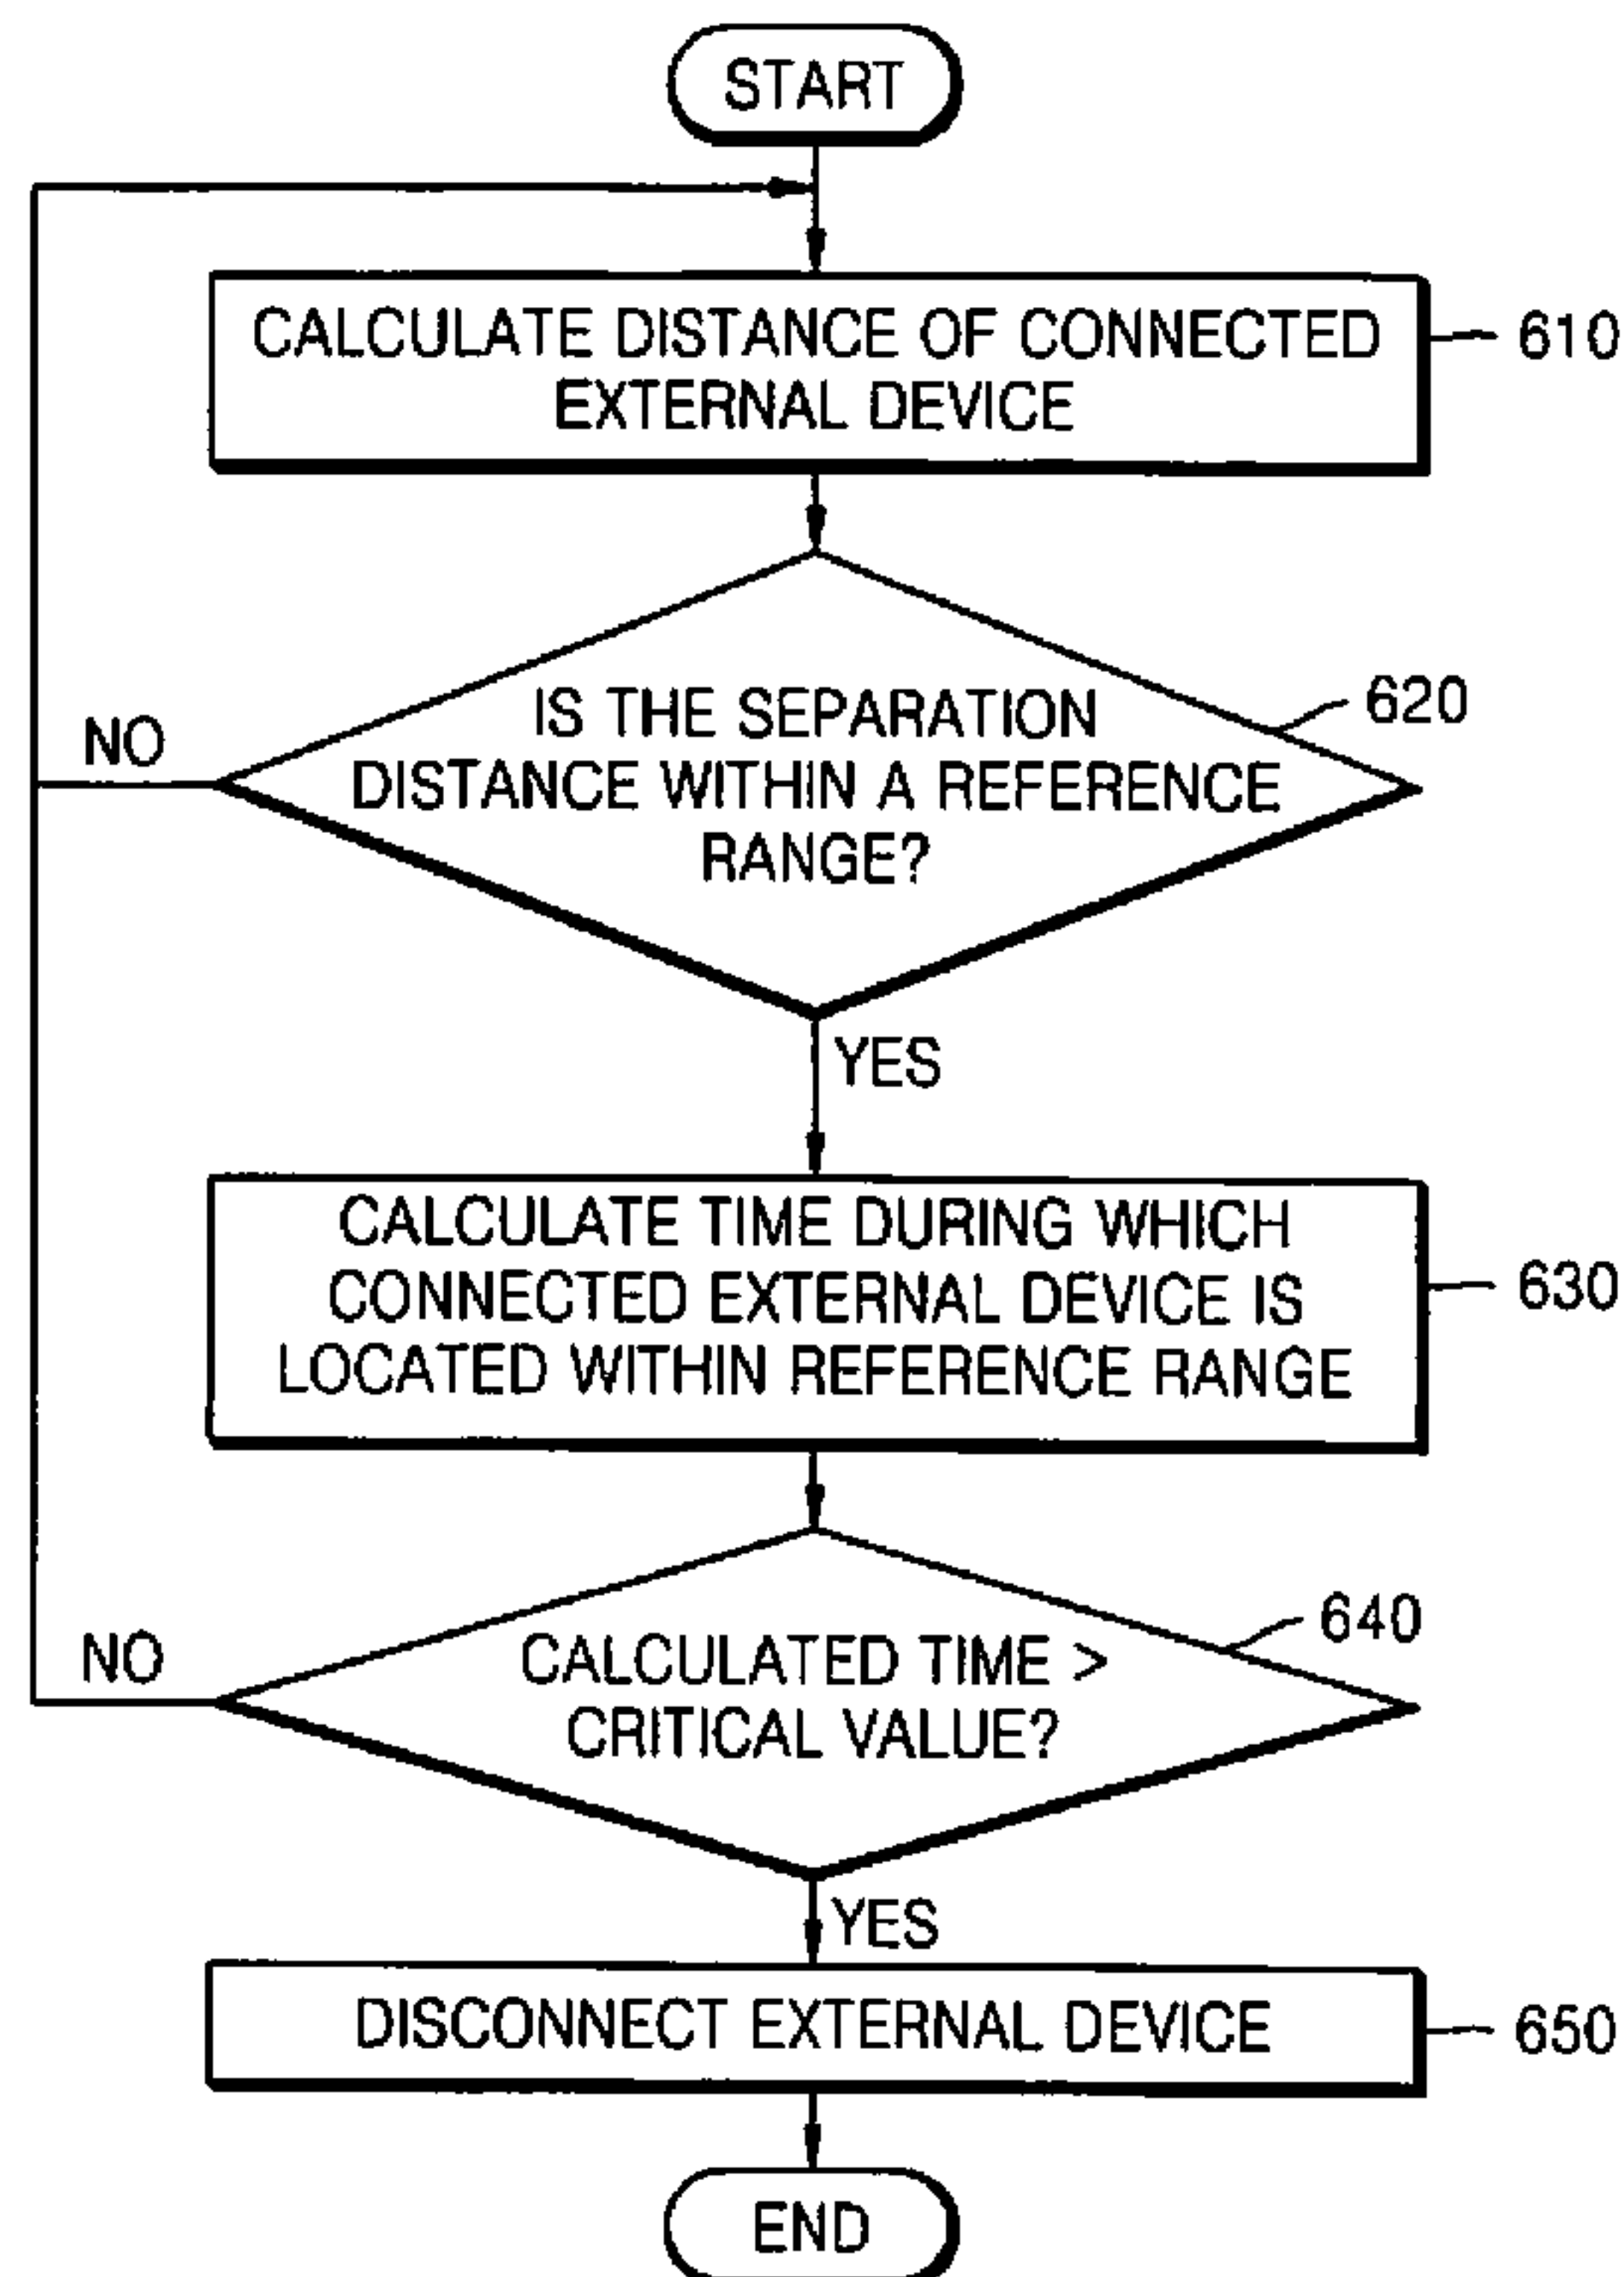 START
CALCULATE DISTANCE OF CONNECTED
EXTERNAL DEVICE
610
IS THE SEPARATION
DISTANCE WITHIN A REFERENCE
RANGE?
620
NO
YES
CALCULATE TIME DURING WHICH
CONNECTED EXTERNAL DEVICE IS
LOCATED WITHIN REFERENCE RANGE
630
CALCULATED TIME >
CRITICAL VALUE?
640
NO
YES
DISCONNECT EXTERNAL DEVICE
650
END